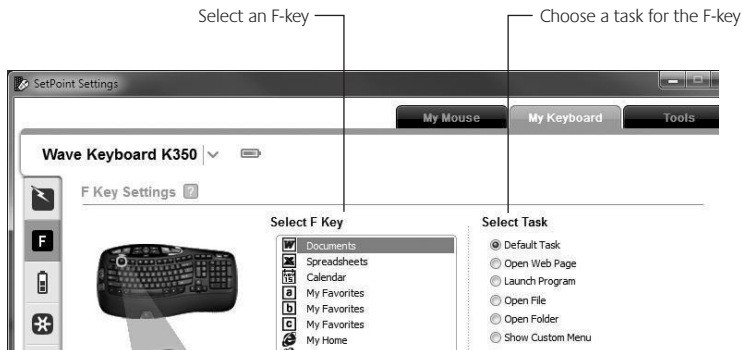 Select an F-key
Choose a task for the F-key
SetPoint Settings
My Mouse
My Keyboard
Tools
Wave Keyboard K350
F Key Settings ?
F
Select F Key
W Documents
X Spreadsheets
15 Calendar
a My Favorites
b My Favorites
c My Favorites
My Home
Select Task
Default Task
Open Web Page
Launch Program
Open File
Open Folder
Show Custom Menu